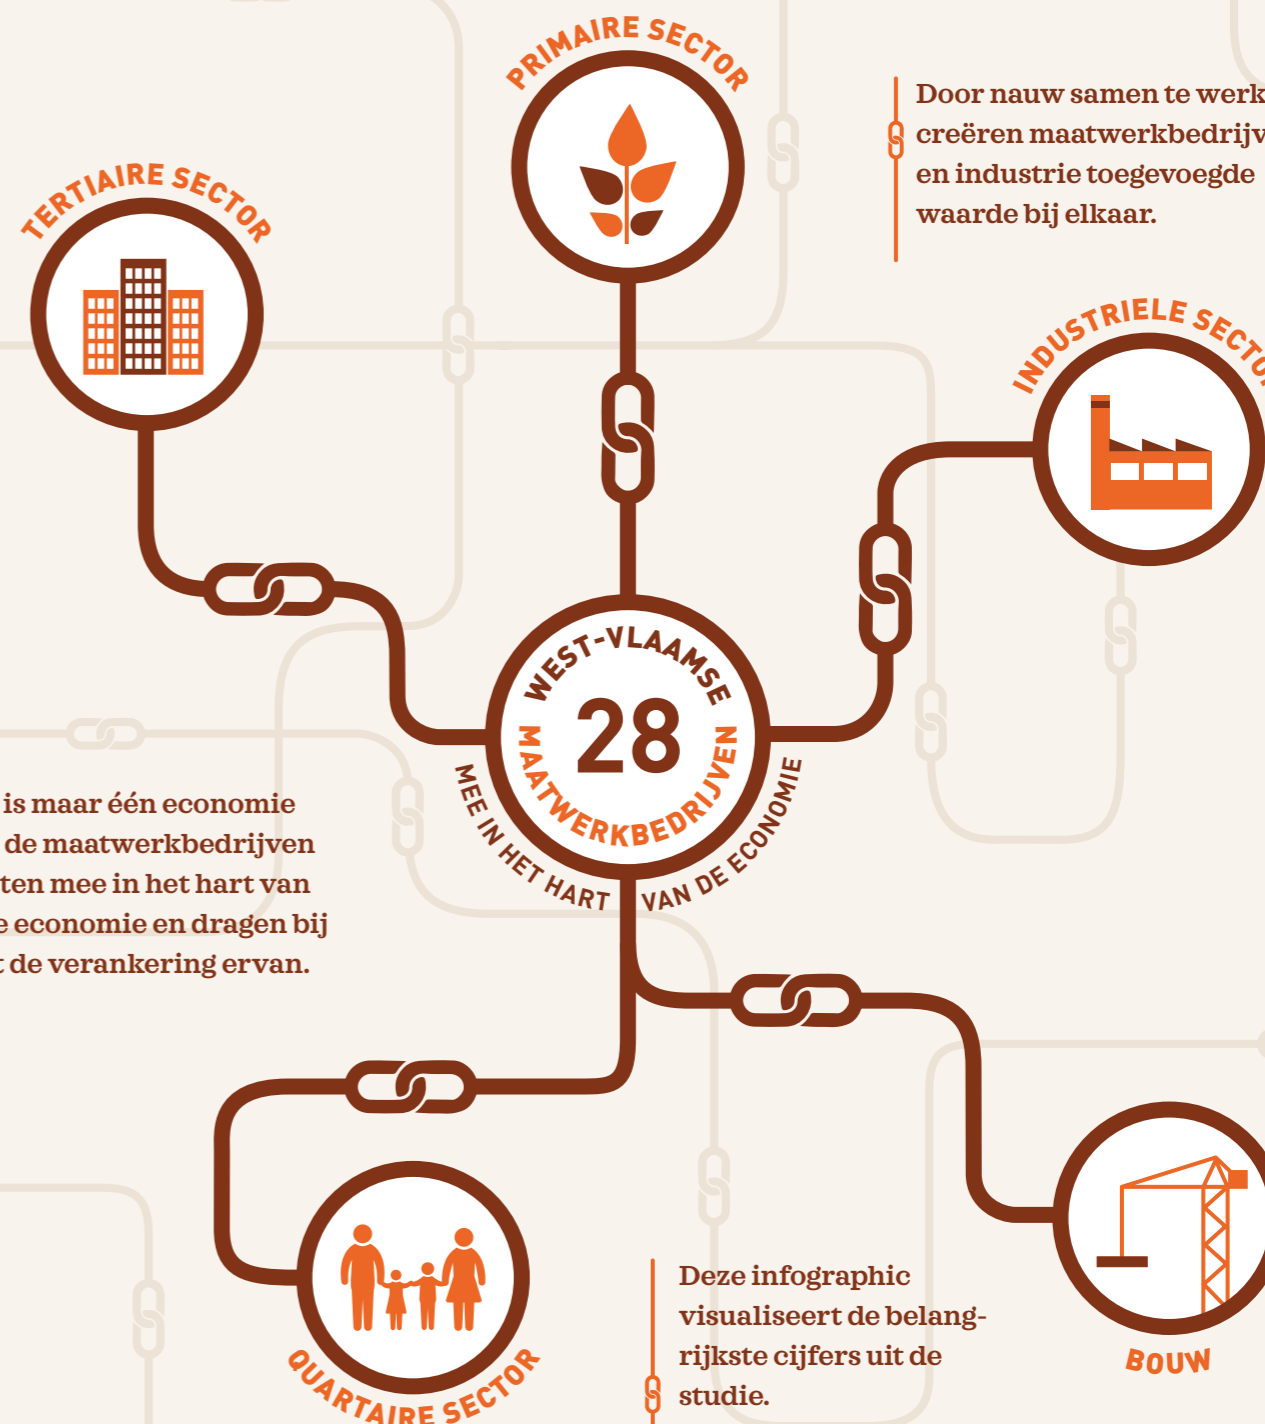 PRIMAIRE SECTOR
Door nauw samen te werk
creëren maatwerkbedrijv
en industrie toegevoegde
waarde bij elkaar.
TERTIAIRE SECTOR
INDUSTRIELE SECTOR
WEST-VLAAMSE
28
MAATWERKBEDRIJVEN
MEE IN HET HART VAN DE ECONOMIE
is maar één economie
de maatwerkbedrijven
ten mee in het hart van
e economie en dragen bij
t de verankering ervan.
QUARTAIRE SECTOR
Deze infographic
visualiseert de belang-
rijkste cijfers uit de
studie.
BOUW